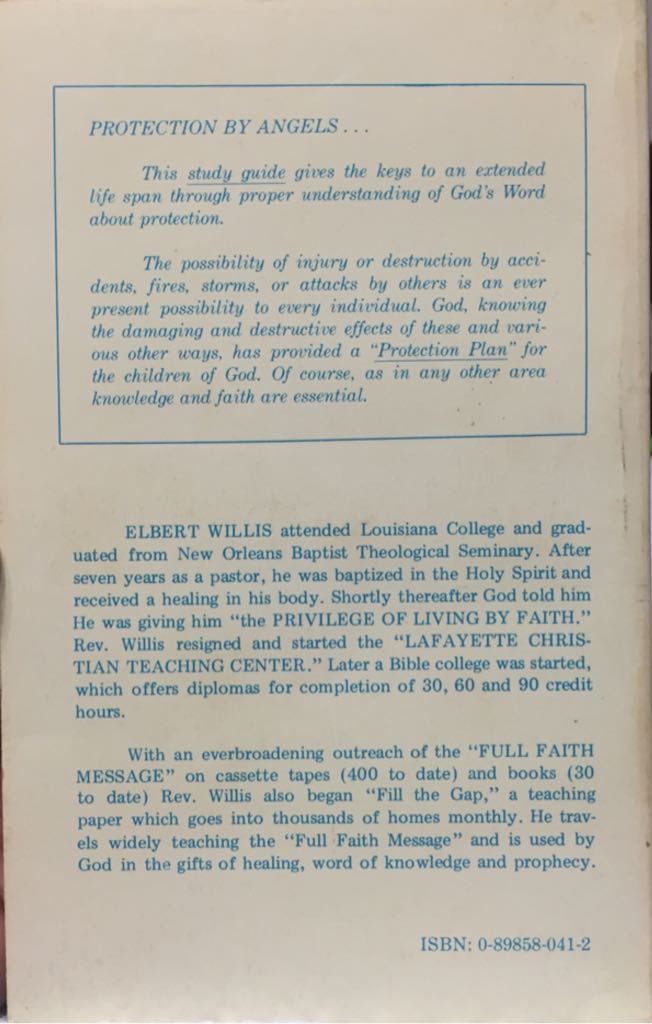 PROTECTION BY ANGELS . . .
This study guide gives the keys to an extended
life span through proper understanding of God's Word
about protection.
The possibility of injury or destruction by acci-
dents, fires, storms, or attacks by others is an ever
present possibility to every individual. God, knowing
the damaging and destructive effects of these and vari-
ous other ways, has provided a "Protection Plan" for
the children of God. Of course, as in any other area
knowledge and faith are essential.
ELBERT WILLIS attended Louisiana College and grad-
uated from New Orleans Baptist Theological Seminary. After
seven years as a pastor, he was baptized in the Holy Spirit and
received a healing in his body. Shortly thereafter God told him
He was giving him "the PRIVILEGE OF LIVING BY FAITH."
Rev. Willis resigned and started the "LAFAYETTE CHRIS-
TIAN TEACHING CENTER." Later a Bible college was started,
which offers diplomas for completion of 30, 60 and 90 credit
hours.
With an everbroadening outreach of the "FULL FAITH
MESSAGE" on cassette tapes (400 to date) and books (30
to date) Rev. Willis also began "Fill the Gap," a teaching
paper which goes into thousands of homes monthly. He trav-
els widely teaching the "Full Faith Message" and is used by
God in the gifts of healing, word of knowledge and prophecy.
ISBN: 0-89858-041-2